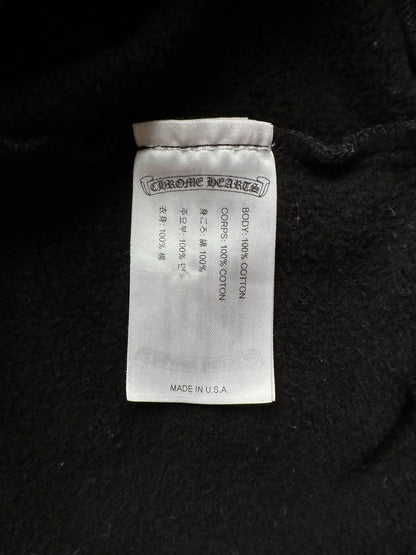 CHROME HEARTS
BODY: 100% COTTON
CORPS: 100% COTON
身ごろ: 綿 100%
주요부: 100% 면
衣身: 100% 棉
MADE IN U.S.A.